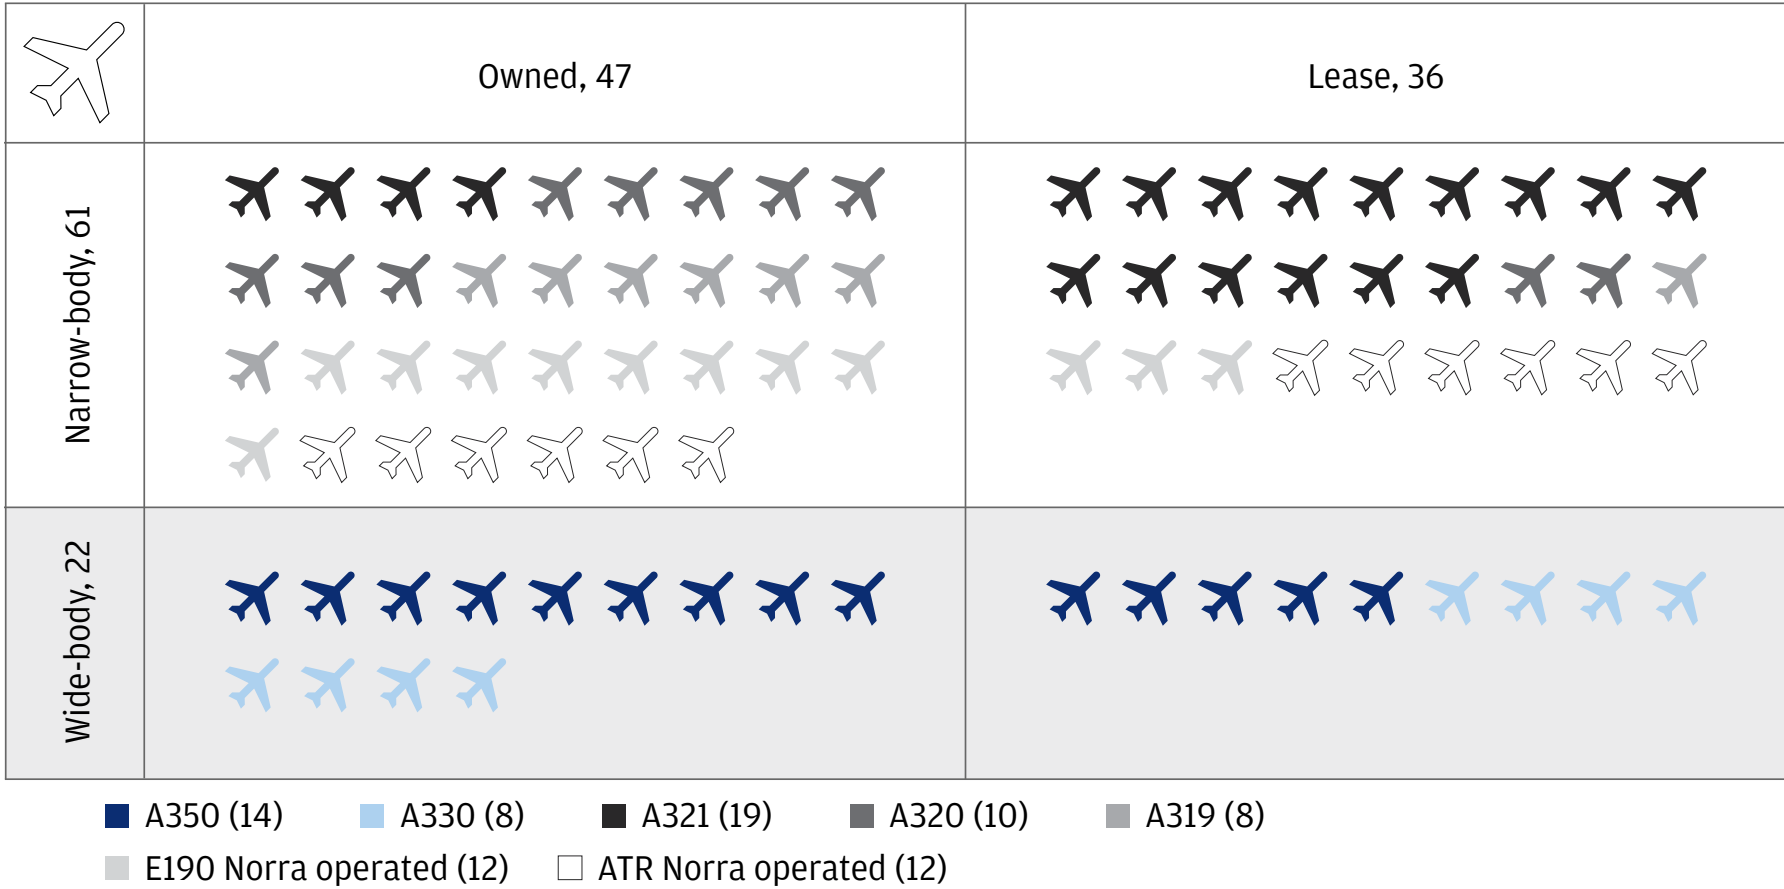 Owned, 47
Lease, 36
Narrow-body, 61
Wide-body, 22
A350 (14)
A330 (8)
A321 (19)
A320 (10)
A319 (8)
E190 Norra operated (12)
ATR Norra operated (12)